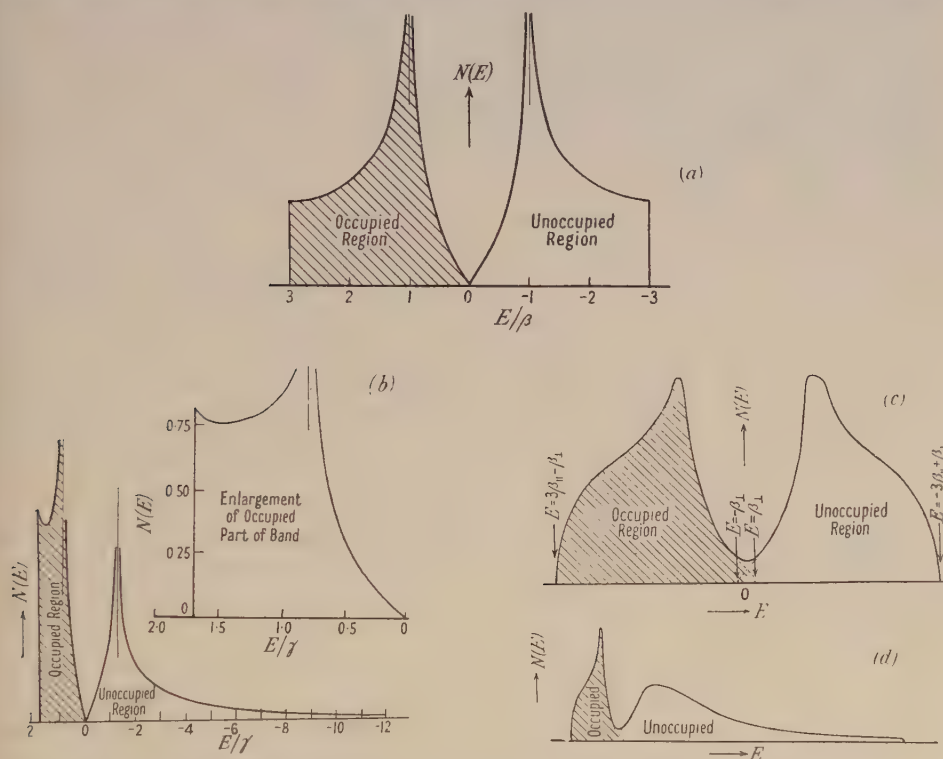 N(E)
(a)
Occupied
Region
Unoccupied
Region
3 2 1 0 -1 -2 -3
E/β
(b)
0·75
0·50
0·25
0
N(E)
Enlargement
of Occupied
Part of Band
2·0 1·5 1·0 0·5 0
E/γ
N(E)
Occupied Region
Unoccupied
Region
2 0 -2 -4 -6 -8 -10 -12
E/γ
(c)
N(E)
E=3β∥-β⊥
Occupied
Region
E=-β⊥
E=β⊥
Unoccupied
Region
0
E
(d)
N(E)
Occupied
Unoccupied
E